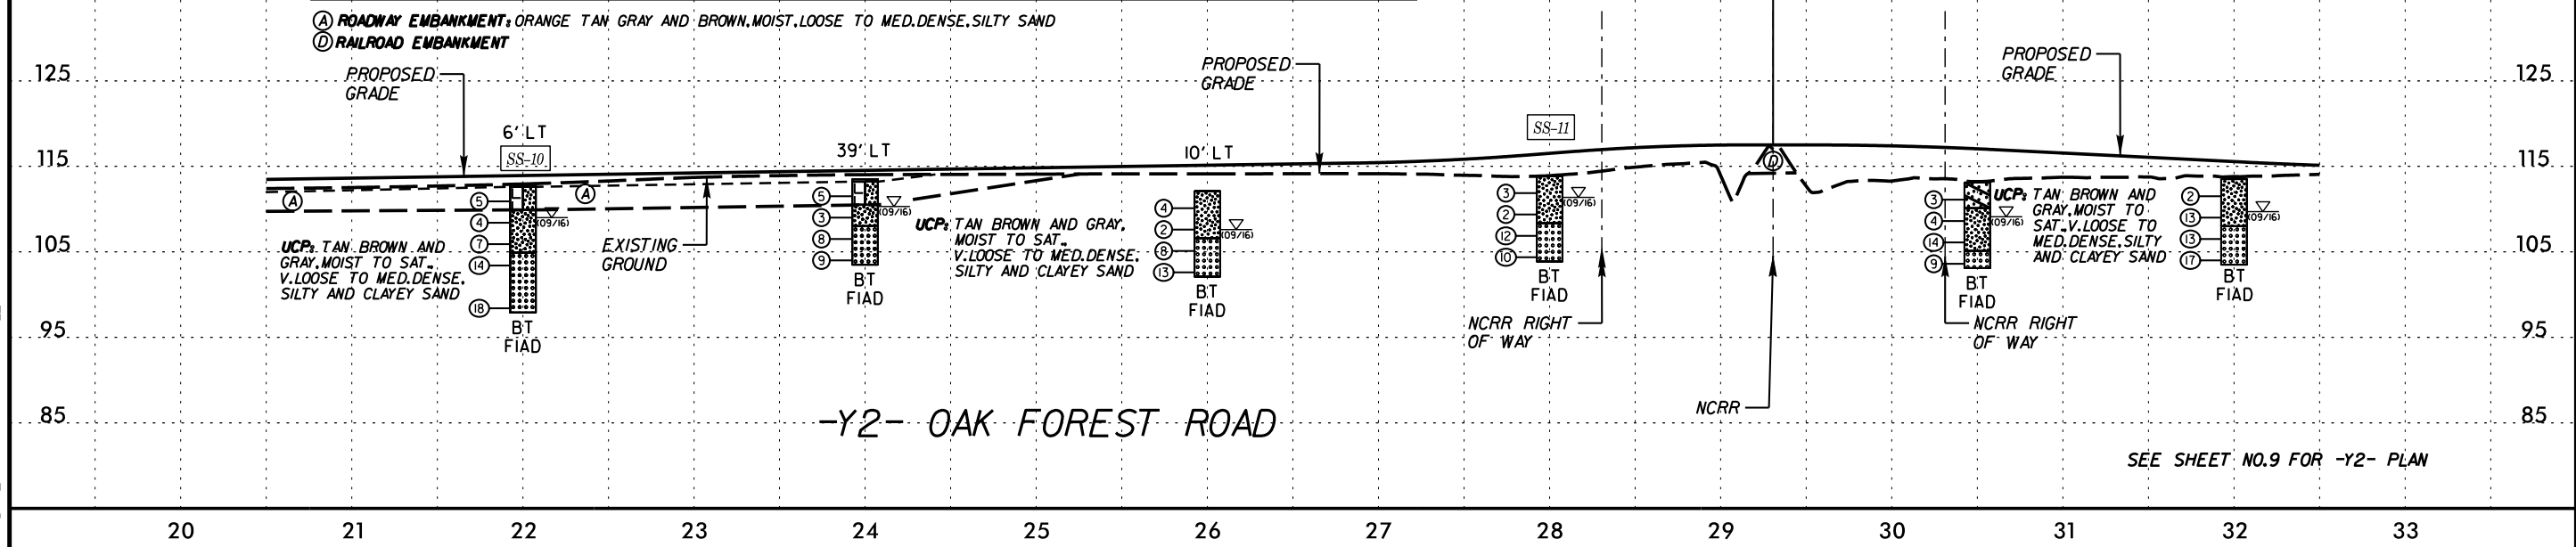 Ⓐ ROADWAY EMBANKMENT: ORANGE TAN GRAY AND BROWN, MOIST, LOOSE TO MED. DENSE, SILTY SAND
Ⓓ RAILROAD EMBANKMENT
125
PROPOSED
GRADE
PROPOSED
GRADE
PROPOSED
GRADE
125
6' LT
SS-10
39' LT
10' LT
SS-11
115
115
A
A
D
5
4
7
14
18
(09/16)
BT
FIAD
5
3
8
9
(09/16)
BT
FIAD
4
2
8
13
(09/16)
BT
FIAD
3
2
12
10
(09/16)
BT
FIAD
3
4
14
9
(09/16)
BT
FIAD
2
13
13
17
(09/16)
BT
FIAD
UCP: TAN BROWN AND
GRAY, MOIST TO SAT.,
V. LOOSE TO MED. DENSE,
SILTY AND CLAYEY SAND
EXISTING
GROUND
UCP: TAN BROWN AND GRAY,
MOIST TO SAT.,
V. LOOSE TO MED. DENSE,
SILTY AND CLAYEY SAND
UCP: TAN BROWN AND
GRAY, MOIST TO
SAT., V. LOOSE TO
MED. DENSE, SILTY
AND CLAYEY SAND
105
105
NCRR RIGHT
OF WAY
NCRR RIGHT
OF WAY
95
95
NCRR
85
85
-Y2- OAK FOREST ROAD
SEE SHEET NO. 9 FOR -Y2- PLAN
20 21 22 23 24 25 26 27 28 29 30 31 32 33